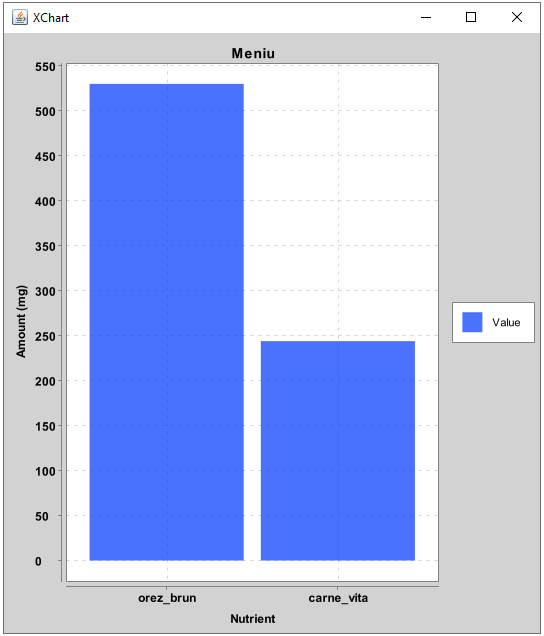 XChart
Meniu
Amount (mg)
550
500
450
400
350
300
250
200
150
100
50
0
orez_brun carne_vita
Nutrient
Value